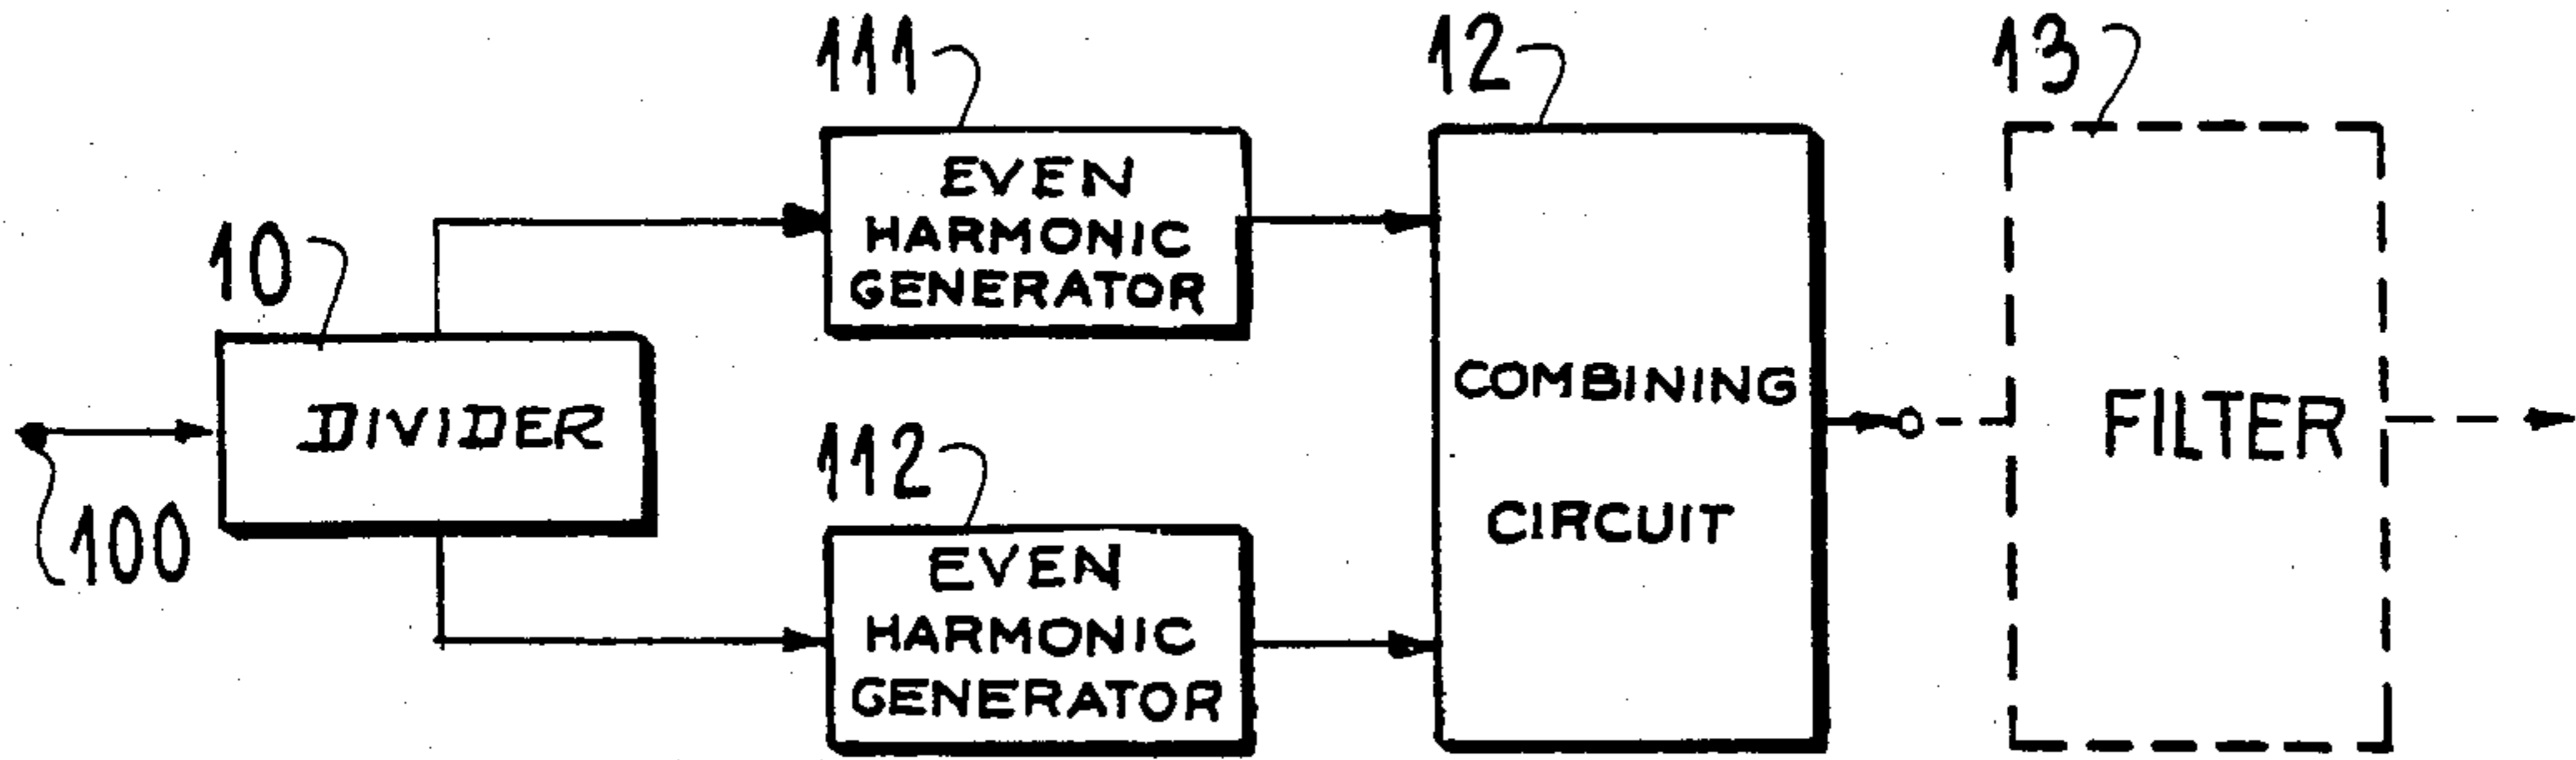 111
12
13
EVEN
HARMONIC
GENERATOR
10
DIVIDER
100
112
EVEN
HARMONIC
GENERATOR
COMBINING
CIRCUIT
FILTER